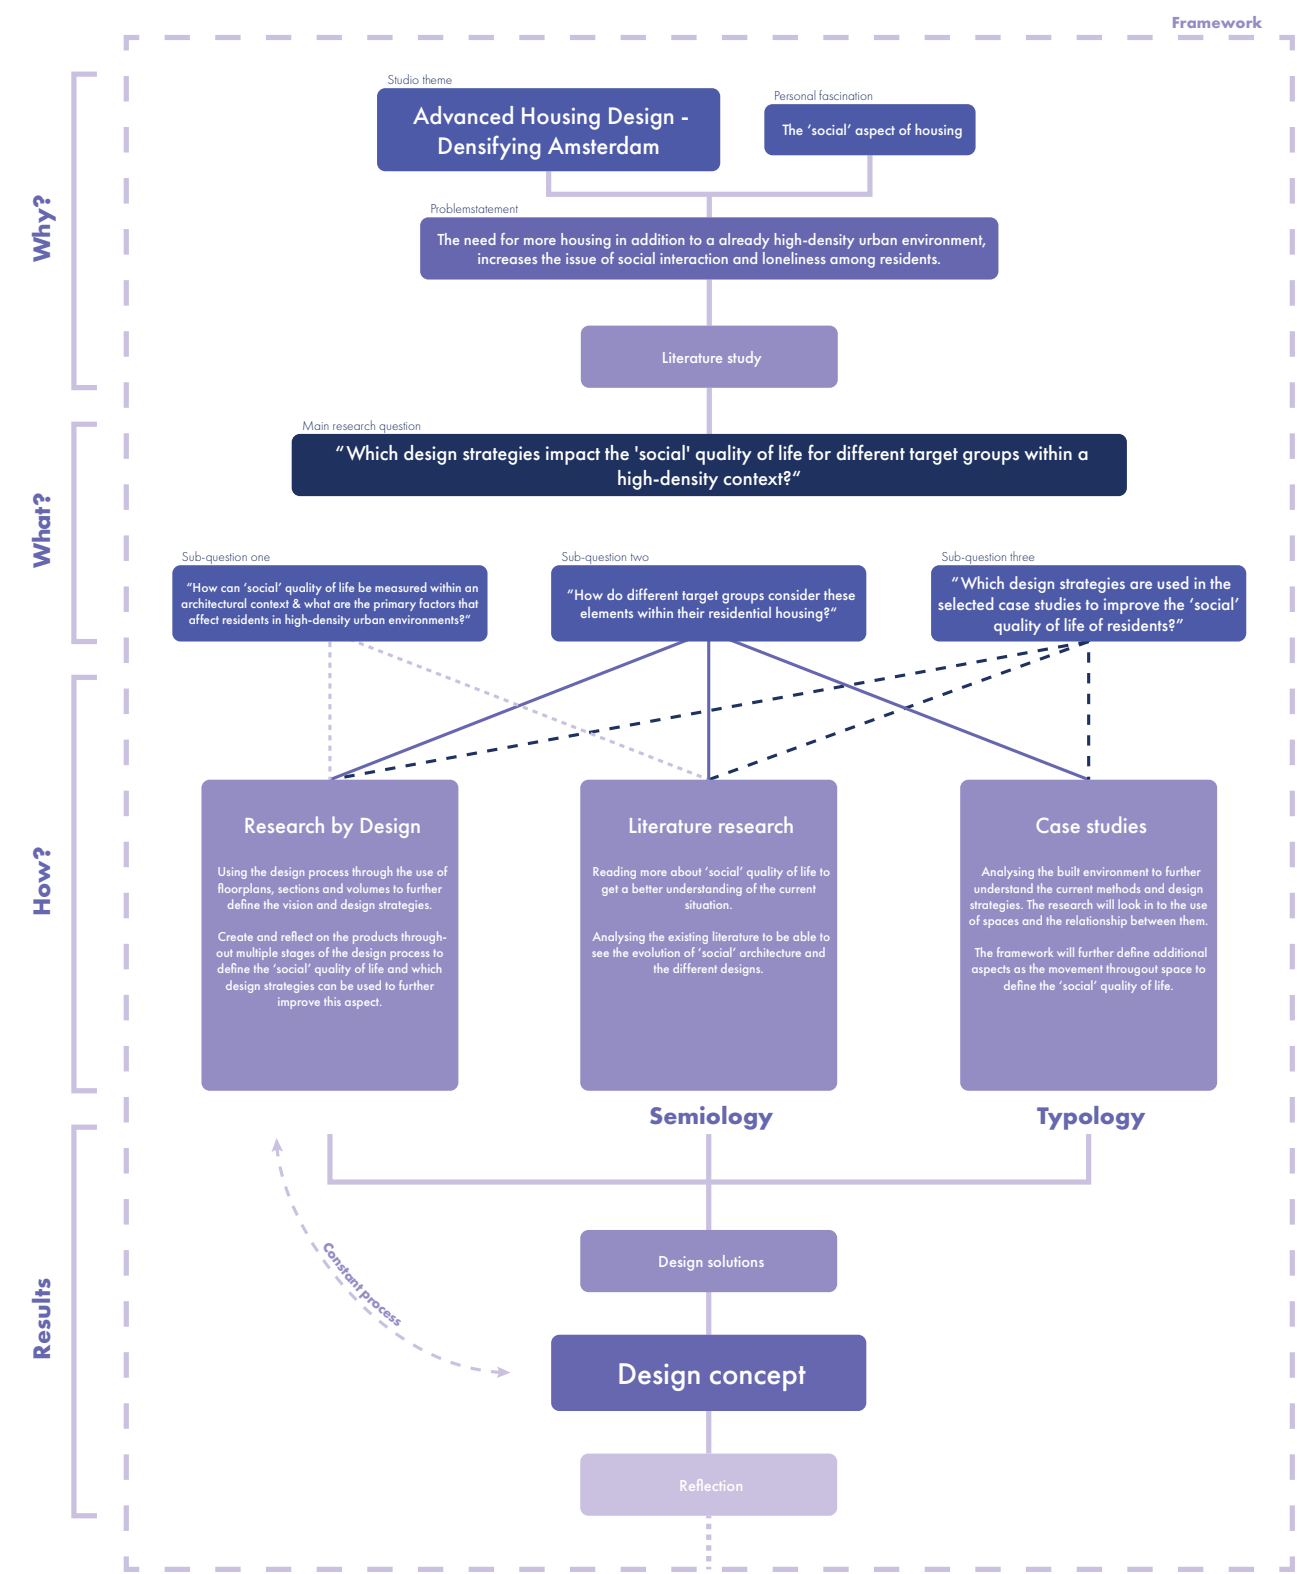 Framework
Why?
Studio theme
Advanced Housing Design -
Densifying Amsterdam
Personal fascination
The ‘social’ aspect of housing
Problemstatement
The need for more housing in addition to a already high-density urban environment,
increases the issue of social interaction and loneliness among residents.
Literature study
What?
Main research question
“Which design strategies impact the 'social' quality of life for different target groups within a
high-density context?“
Sub-question one
“How can ‘social’ quality of life be measured within an
architectural context & what are the primary factors that
affect residents in high-density urban environments?“
Sub-question two
“How do different target groups consider these
elements within their residential housing?“
Sub-question three
“Which design strategies are used in the
selected case studies to improve the ‘social’
quality of life of residents?”
How?
Research by Design
Using the design process through the use of
floorplans, sections and volumes to further
define the vision and design strategies.
Create and reflect on the products through-
out multiple stages of the design process to
define the ‘social’ quality of life and which
design strategies can be used to further
improve this aspect.
Literature research
Reading more about ‘social’ quality of life to
get a better understanding of the current
situation.
Analysing the existing literature to be able to
see the evolution of ‘social’ architecture and
the different designs.
Case studies
Analysing the built environment to further
understand the current methods and design
strategies. The research will look in to the use
of spaces and the relationship between them.
The framework will further define additional
aspects as the movement througout space to
define the ‘social’ quality of life.
Semiology
Typology
Results
Constant process
Design solutions
Design concept
Reflection